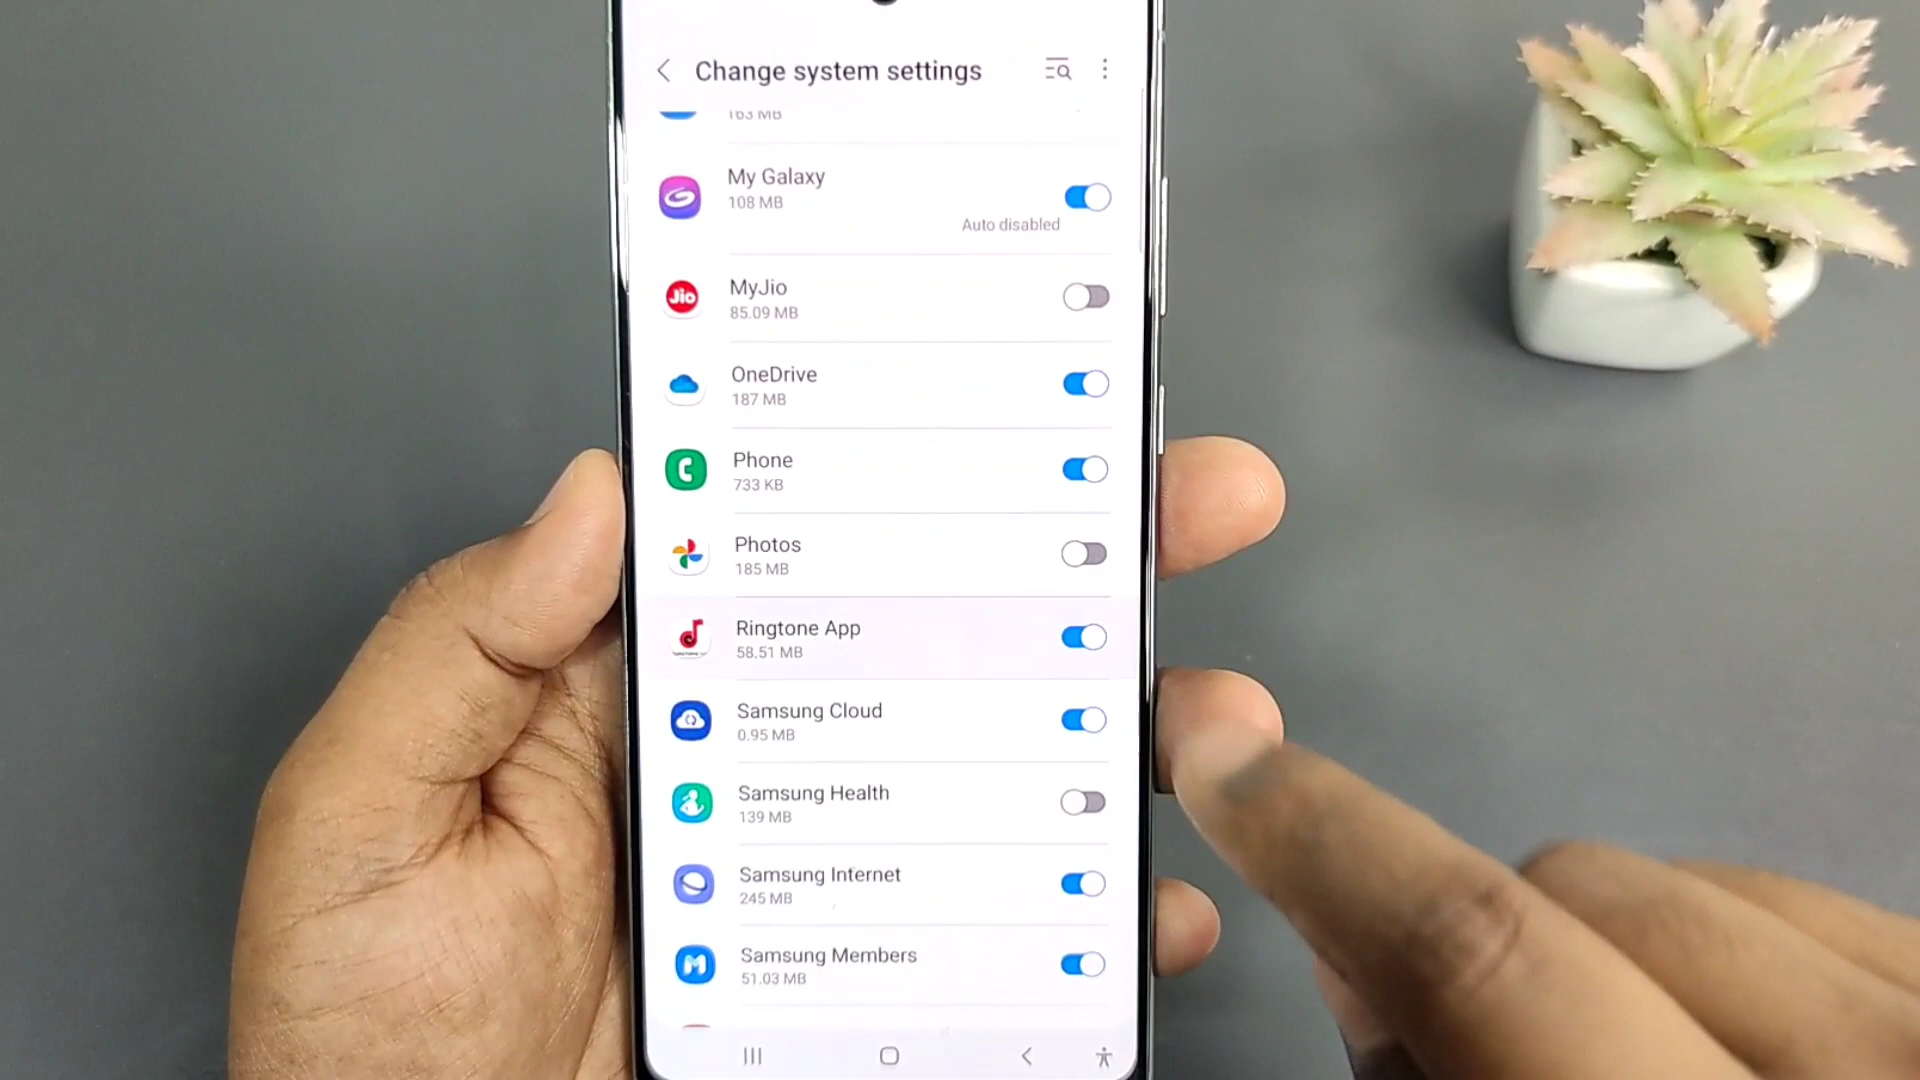 Change system settings
163 MB
My Galaxy
108 MB
Auto disabled
Jio
MyJio
85.09 MB
OneDrive
187 MB
Phone
733 KB
Photos
185 MB
Ringtone App
58.51 MB
Samsung Cloud
0.95 MB
Samsung Health
139 MB
Samsung Internet
245 MB
Samsung Members
51.03 MB